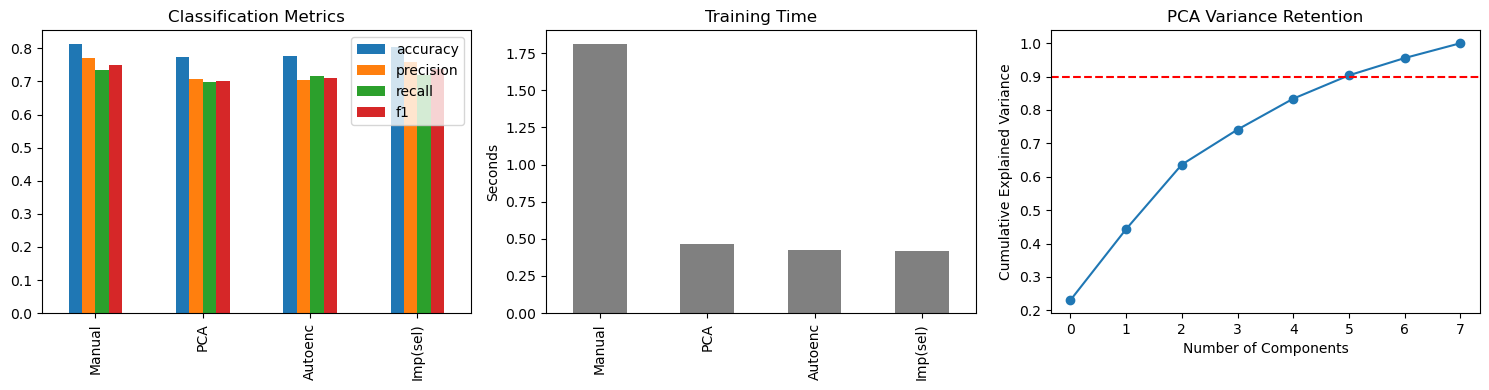 Classification Metrics
0.8
0.7
0.6
0.5
0.4
0.3
0.2
0.1
0.0
accuracy
precision
recall
f1
Manual
PCA
Autoenc
Imp(sel)
Training Time
Seconds
1.75
1.50
1.25
1.00
0.75
0.50
0.25
0.00
Manual
PCA
Autoenc
Imp(sel)
PCA Variance Retention
Cumulative Explained Variance
1.0
0.9
0.8
0.7
0.6
0.5
0.4
0.3
0.2
0 1 2 3 4 5 6 7
Number of Components